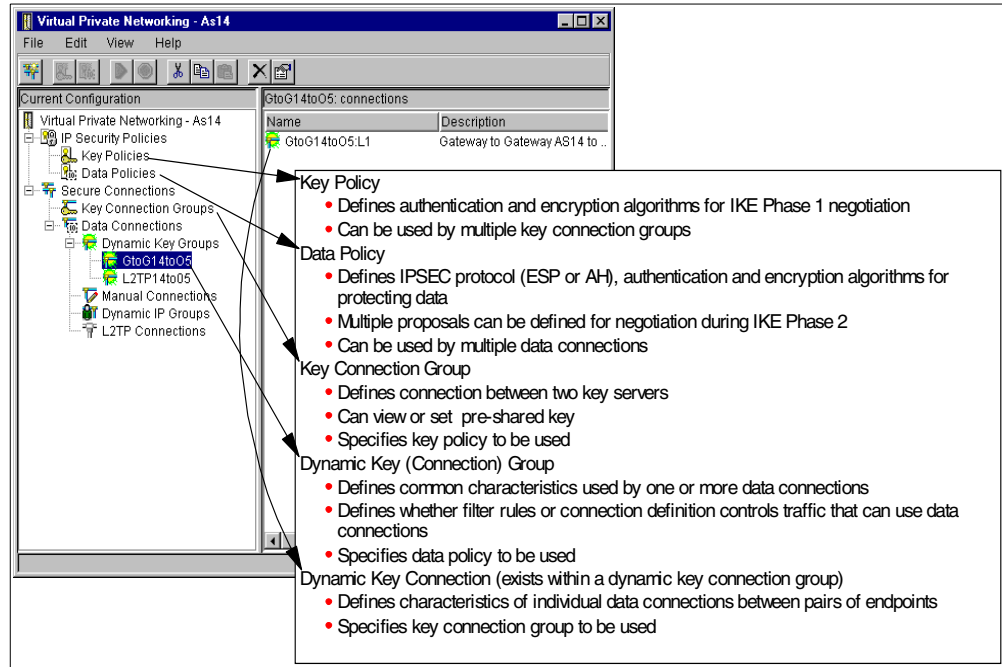 Virtual Private Networking - As14
File Edit View Help
Current Configuration
GtoG14toO5: connections
Virtual Private Networking - As14
IP Security Policies
Key Policies
Data Policies
Secure Connections
Key Connection Groups
Data Connections
Dynamic Key Groups
GtoG14toO5
L2TP14to05
Manual Connections
Dynamic IP Groups
L2TP Connections
Name Description
GtoG14toO5:L1 Gateway to Gateway AS14 to ..
Key Policy
• Defines authentication and encryption algorithms for IKE Phase 1 negotiation
• Can be used by multiple key connection groups
Data Policy
• Defines IPSEC protocol (ESP or AH), authentication and encryption algorithms for
protecting data
• Multiple proposals can be defined for negotiation during IKE Phase 2
• Can be used by multiple data connections
Key Connection Group
• Defines connection between two key servers
• Can view or set pre-shared key
• Specifies key policy to be used
Dynamic Key (Connection) Group
• Defines common characteristics used by one or more data connections
• Defines whether filter rules or connection definition controls traffic that can use data
connections
• Specifies data policy to be used
Dynamic Key Connection (exists within a dynamic key connection group)
• Defines characteristics of individual data connections between pairs of endpoints
• Specifies key connection group to be used